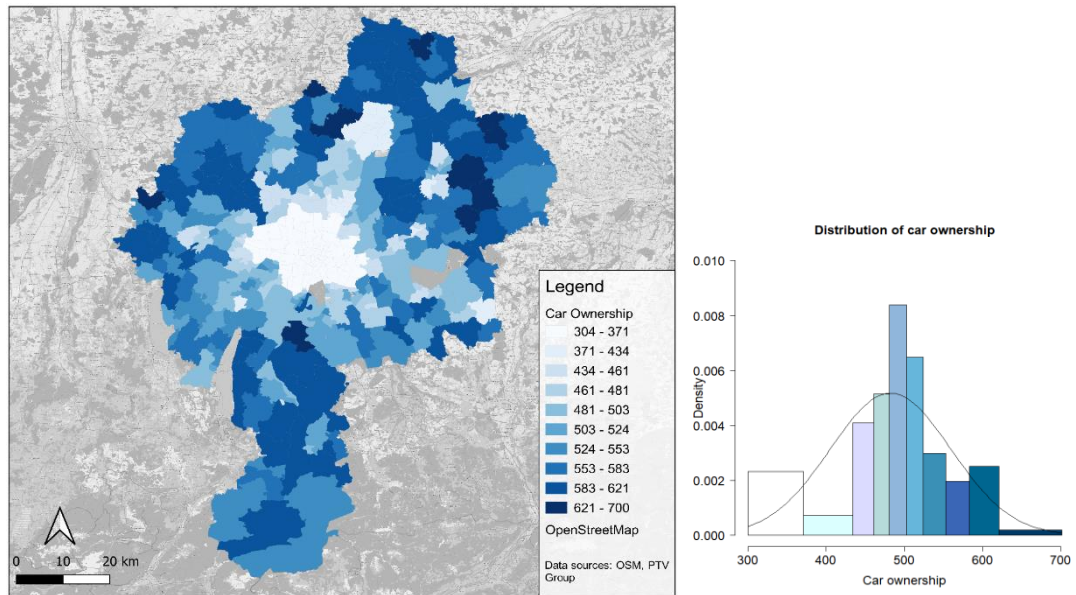 Legend
Car Ownership
304 - 371
371 - 434
434 - 461
461 - 481
481 - 503
503 - 524
524 - 553
553 - 583
583 - 621
621 - 700
OpenStreetMap
Data sources: OSM, PTV
Group
0 10 20 km
Distribution of car ownership
Density
0.010
0.008
0.006
0.004
0.002
0.000
300 400 500 600 700
Car ownership